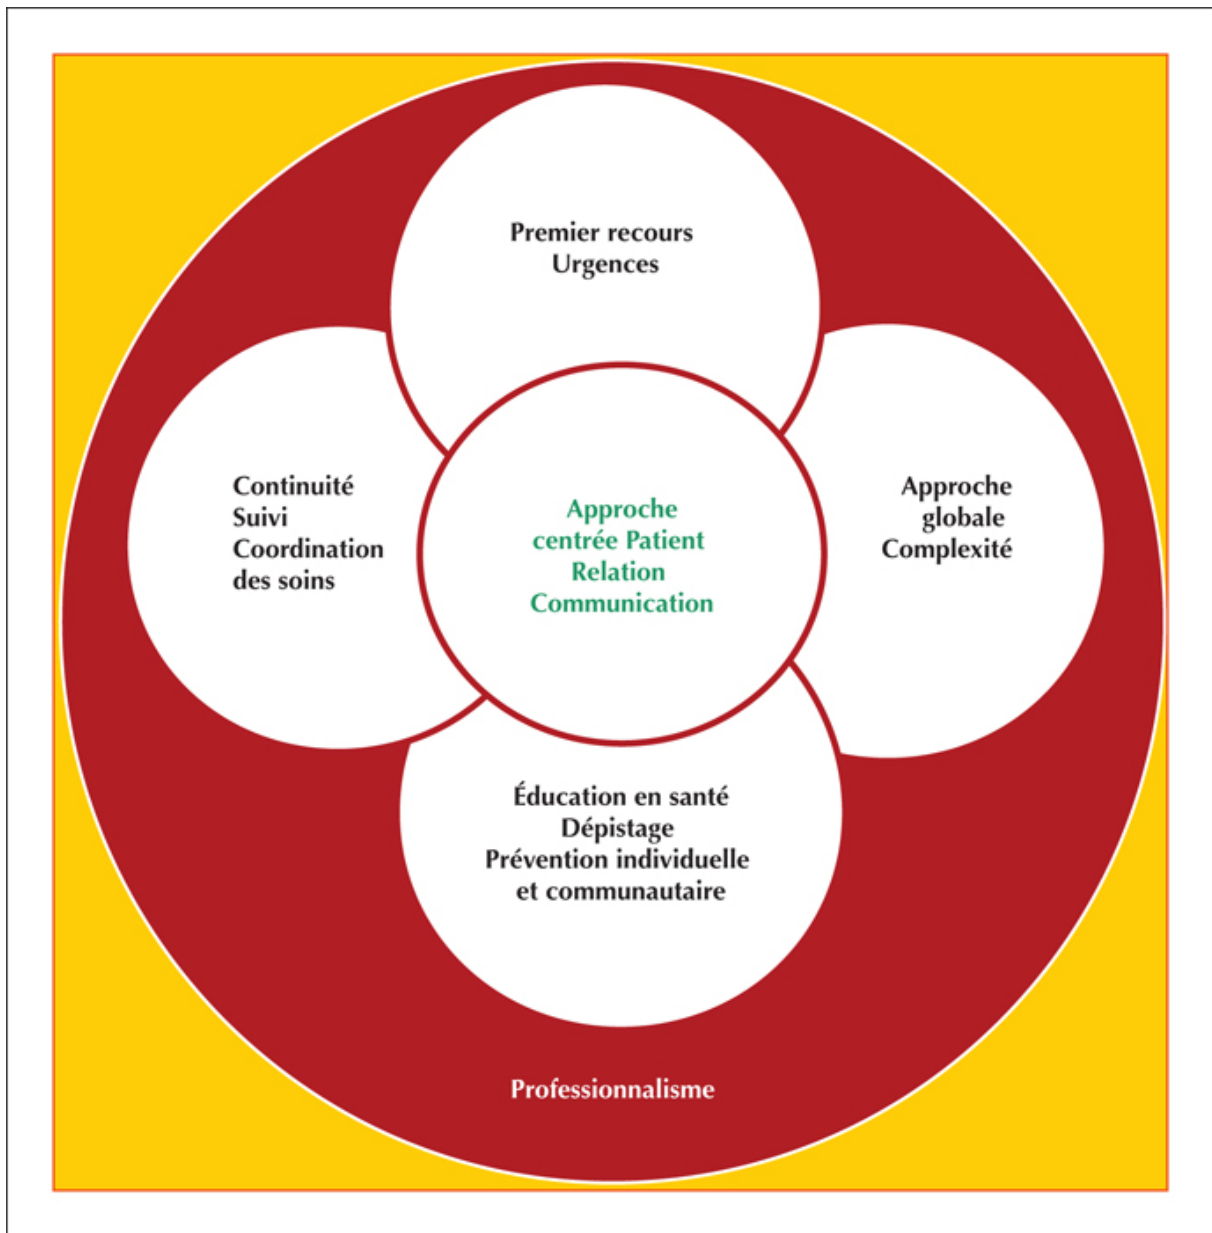 Premier recours
Urgences
Continuité
Suivi
Coordination
des soins
Approche
centrée Patient
Relation
Communication
Approche
globale
Complexité
Éducation en santé
Dépistage
Prévention individuelle
et communautaire
Professionnalisme